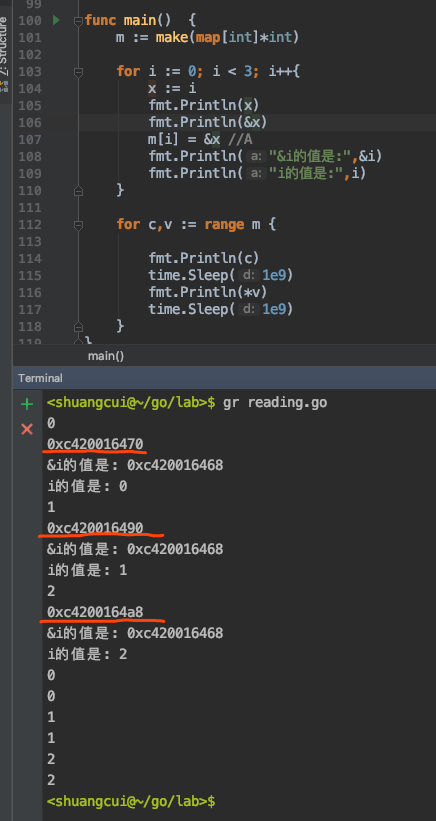 99
100 func main()  {
101 m := make(map[int]*int)
102
103 for i := 0; i < 3; i++{
104 x := i
105 fmt.Println(x)
106 fmt.Println(&x)
107 m[i] = &x //A
108 fmt.Println( a: "&i的值是:",&i)
109 fmt.Println( a: "i的值是:",i)
110 }
111
112 for c,v := range m {
113
114 fmt.Println(c)
115 time.Sleep( d: 1e9)
116 fmt.Println(*v)
117 time.Sleep( d: 1e9)
118 }
119 }
Z: Structure
main()
Terminal
<shuangcui@~/go/lab>$ gr reading.go
0
0xc420016470
&i的值是: 0xc420016468
i的值是: 0
1
0xc420016490
&i的值是: 0xc420016468
i的值是: 1
2
0xc4200164a8
&i的值是: 0xc420016468
i的值是: 2
0
0
1
1
2
2
<shuangcui@~/go/lab>$